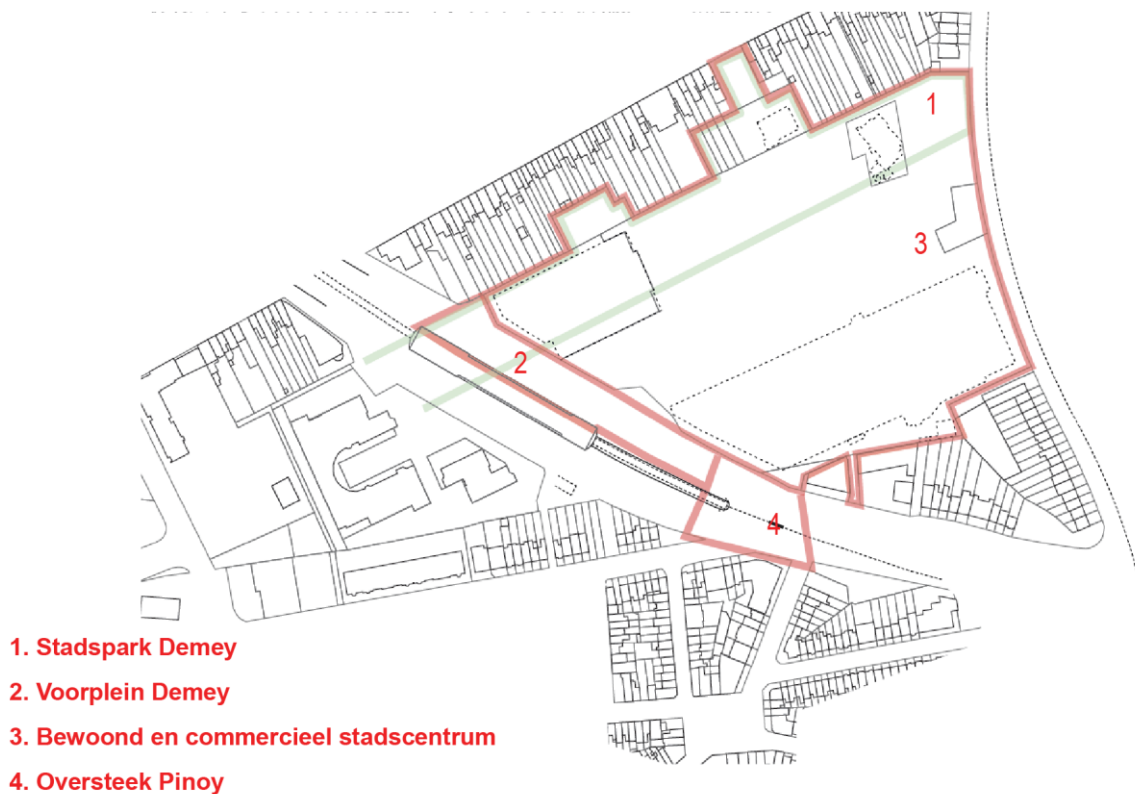 1
3
2
4
1. Stadspark Demey
2. Voorplein Demey
3. Bewoond en commercieel stadscentrum
4. Oversteek Pinoy